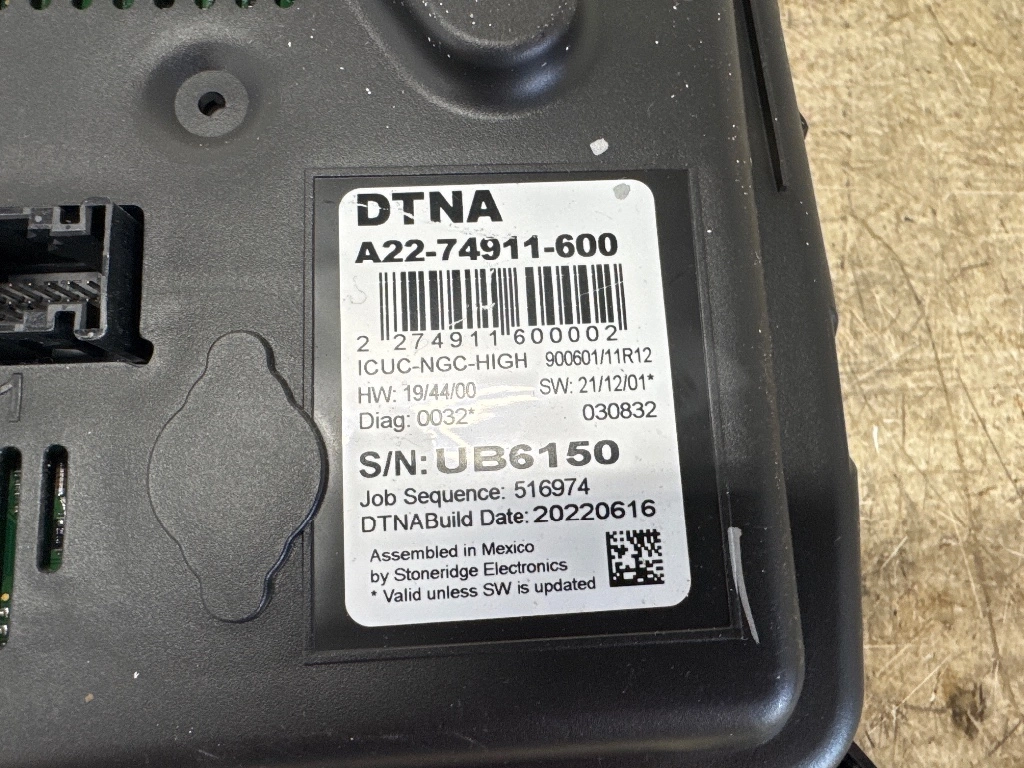 DTNA
A22-74911-600
2 274911 600002
ICUC-NGC-HIGH 900601/11R12
HW: 19/44/00 SW: 21/12/01*
Diag: 0032* 030832
S/N: UB6150
Job Sequence: 516974
DTNABuild Date: 20220616
Assembled in Mexico
by Stoneridge Electronics
* Valid unless SW is updated
1